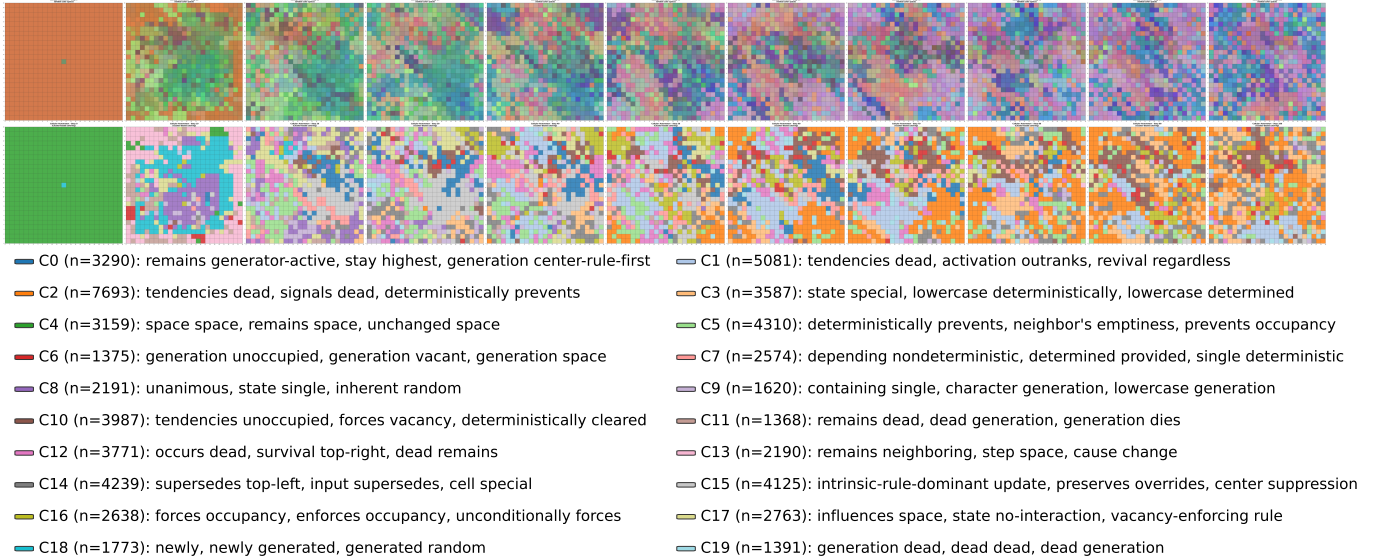 C0 (n=3290): remains generator-active, stay highest, generation center-rule-first
C1 (n=5081): tendencies dead, activation outranks, revival regardless
C2 (n=7693): tendencies dead, signals dead, deterministically prevents
C3 (n=3587): state special, lowercase deterministically, lowercase determined
C4 (n=3159): space space, remains space, unchanged space
C5 (n=4310): deterministically prevents, neighbor's emptiness, prevents occupancy
C6 (n=1375): generation unoccupied, generation vacant, generation space
C7 (n=2574): depending nondeterministic, determined provided, single deterministic
C8 (n=2191): unanimous, state single, inherent random
C9 (n=1620): containing single, character generation, lowercase generation
C10 (n=3987): tendencies unoccupied, forces vacancy, deterministically cleared
C11 (n=1368): remains dead, dead generation, generation dies
C12 (n=3771): occurs dead, survival top-right, dead remains
C13 (n=2190): remains neighboring, step space, cause change
C14 (n=4239): supersedes top-left, input supersedes, cell special
C15 (n=4125): intrinsic-rule-dominant update, preserves overrides, center suppression
C16 (n=2638): forces occupancy, enforces occupancy, unconditionally forces
C17 (n=2763): influences space, state no-interaction, vacancy-enforcing rule
C18 (n=1773): newly, newly generated, generated random
C19 (n=1391): generation dead, dead dead, dead generation